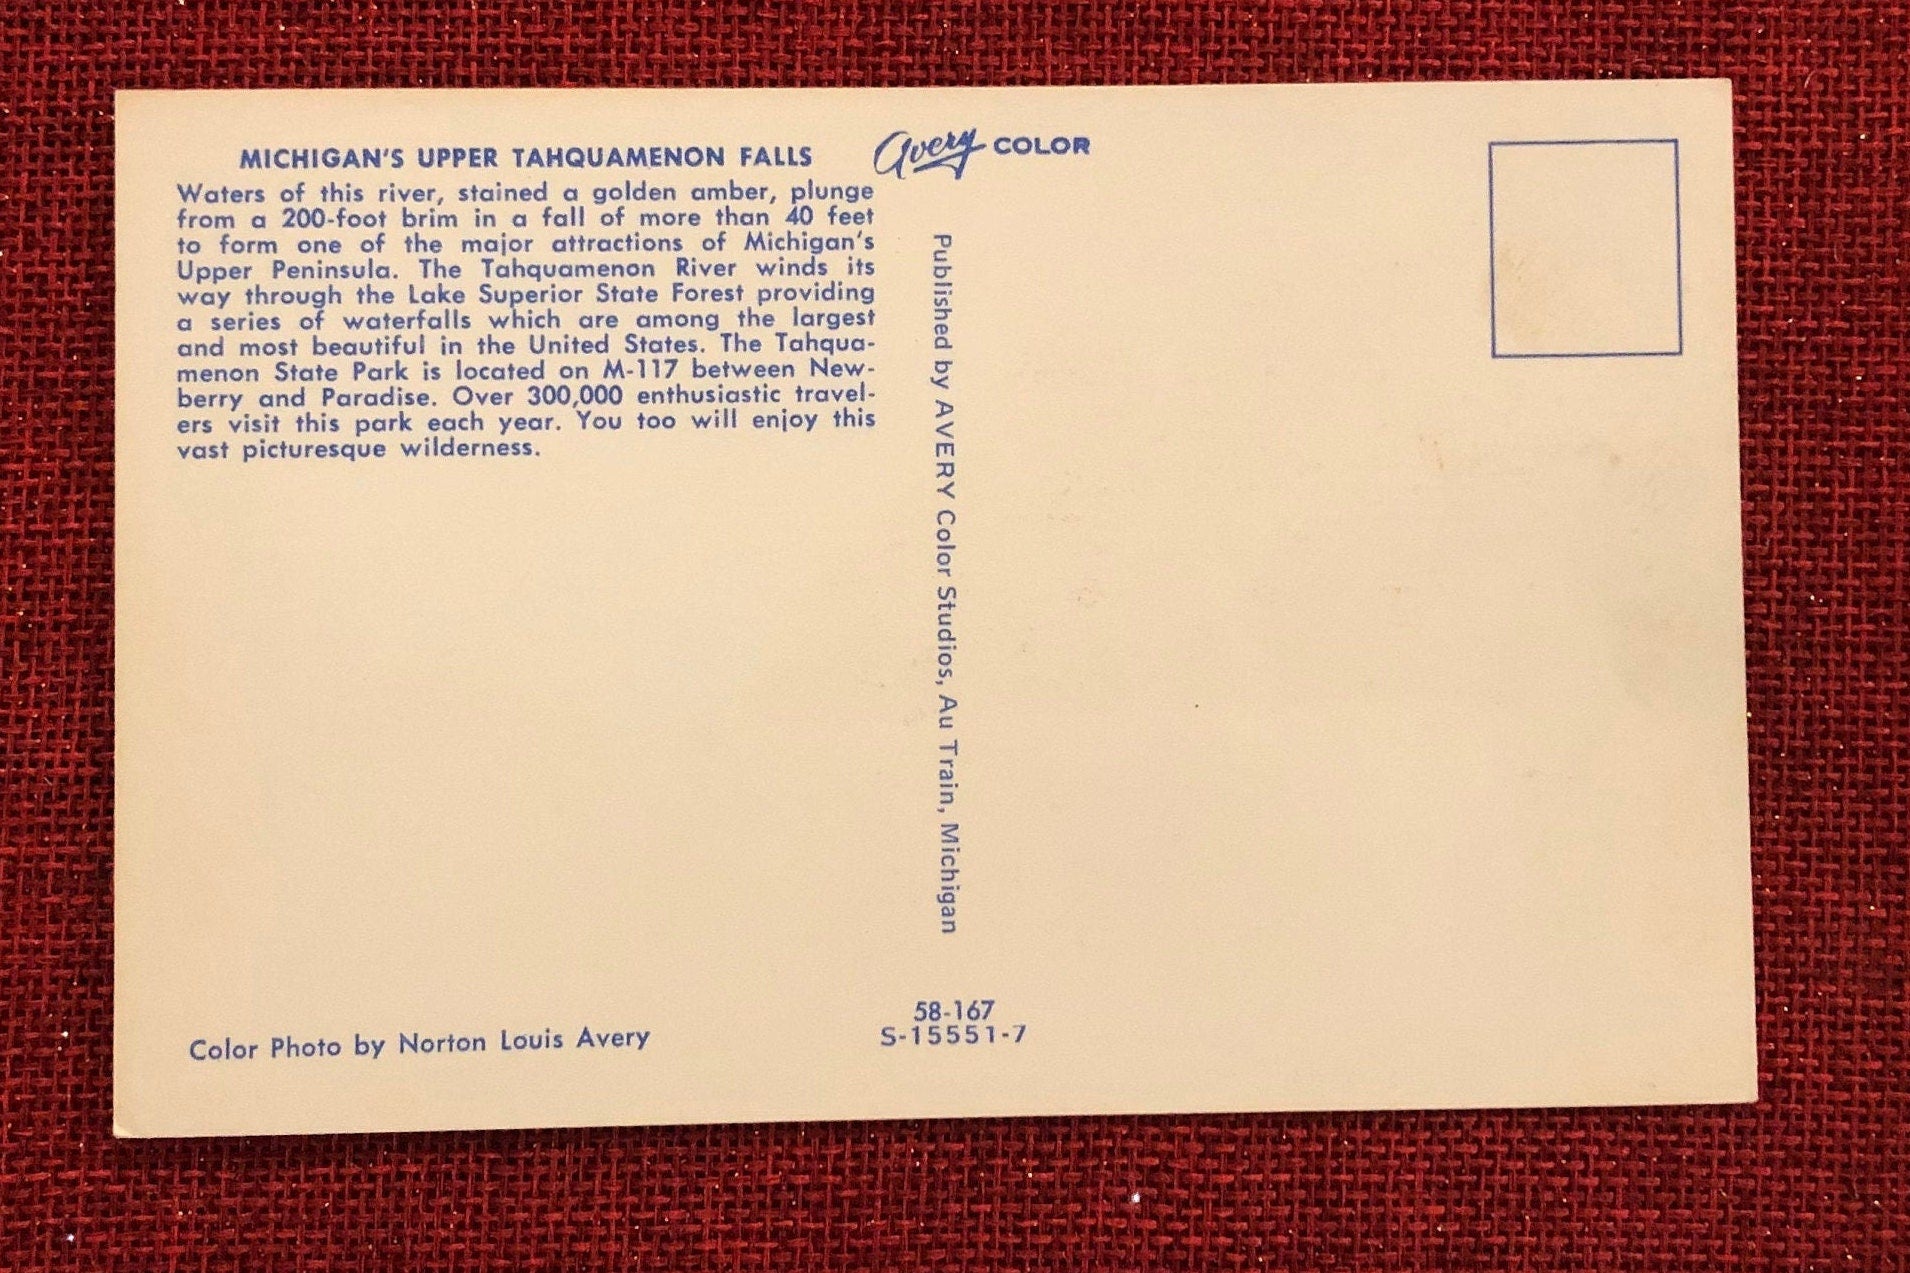 MICHIGAN'S UPPER TAHQUAMENON FALLS
Waters of this river, stained a golden amber, plunge
from a 200-foot brim in a fall of more than 40 feet
to form one of the major attractions of Michigan's
Upper Peninsula. The Tahquamenon River winds its
way through the Lake Superior State Forest providing
a series of waterfalls which are among the largest
and most beautiful in the United States. The Tahqua-
menon State Park is located on M-117 between New-
berry and Paradise. Over 300,000 enthusiastic travel-
ers visit this park each year. You too will enjoy this
vast picturesque wilderness.
Color Photo by Norton Louis Avery
Avery COLOR
Published by AVERY Color Studios, Au Train, Michigan
58-167
S-15551-7